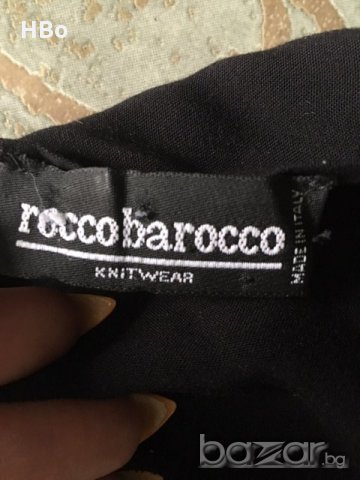 HBo
roccobarocco
KNITWEAR
MADE IN ITALY
bazar.bg